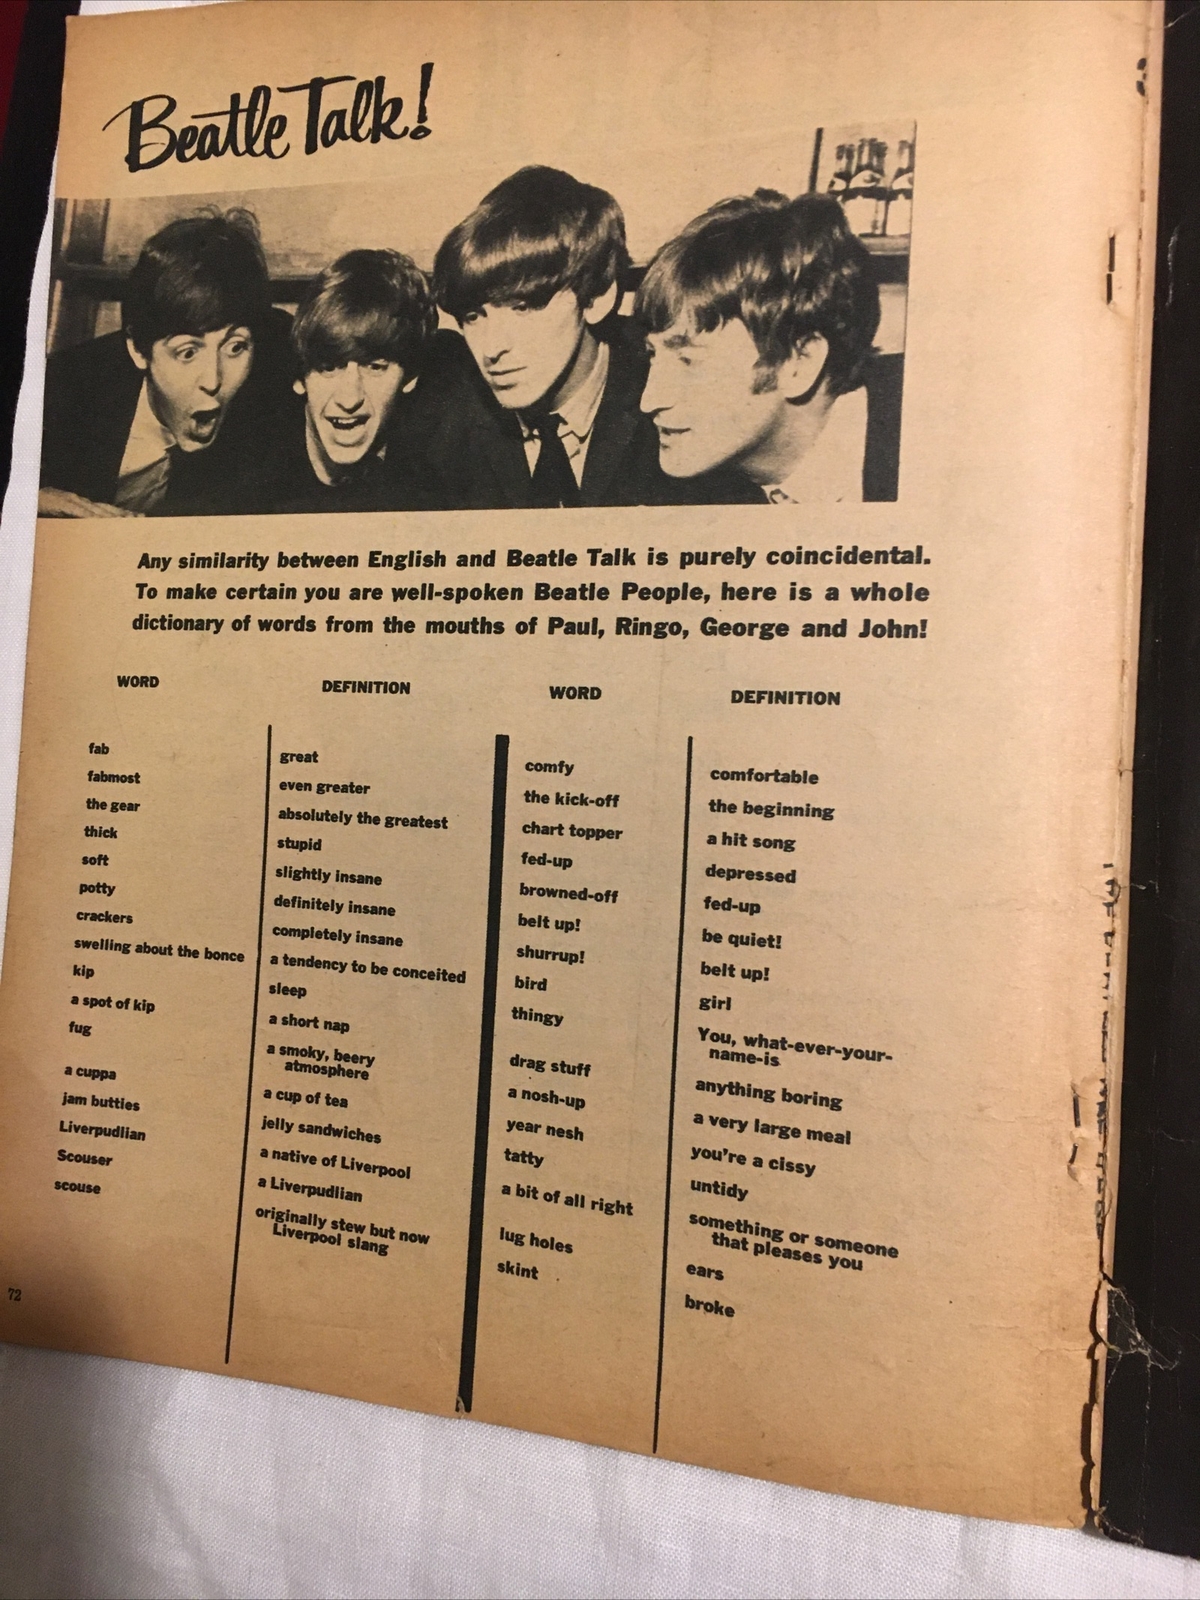 Beatle Talk!
Any similarity between English and Beatle Talk is purely coincidental.
To make certain you are well-spoken Beatle People, here is a whole
dictionary of words from the mouths of Paul, Ringo, George and John!
WORD DEFINITION
fab great
fabmost even greater
the gear absolutely the greatest
thick stupid
soft slightly insane
potty definitely insane
crackers completely insane
swelling about the bonce a tendency to be conceited
kip sleep
a spot of kip a short nap
fug a smoky, beery
atmosphere
a cuppa a cup of tea
jam butties jelly sandwiches
Liverpudlian a native of Liverpool
Scouser a Liverpudlian
scouse originally stew but now
Liverpool slang
WORD DEFINITION
comfy comfortable
the kick-off the beginning
chart topper a hit song
fed-up depressed
browned-off fed-up
belt up! be quiet!
shurrup! belt up!
bird girl
thingy You, what-ever-your-
name-is
drag stuff anything boring
a nosh-up a very large meal
year nesh you're a cissy
tatty untidy
a bit of all right something or someone
that pleases you
lug holes ears
skint broke
72